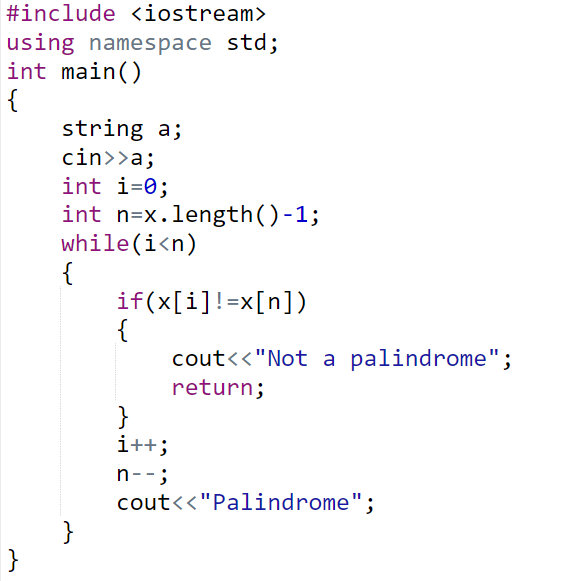 #include <iostream>
using namespace std;
int main()
{
    string a;
    cin>>a;
    int i=0;
    int n=x.length()-1;
    while(i<n)
    {
        if(x[i]!=x[n])
        {
            cout<<"Not a palindrome";
            return;
        }
        i++;
        n--;
        cout<<"Palindrome";
    }
}